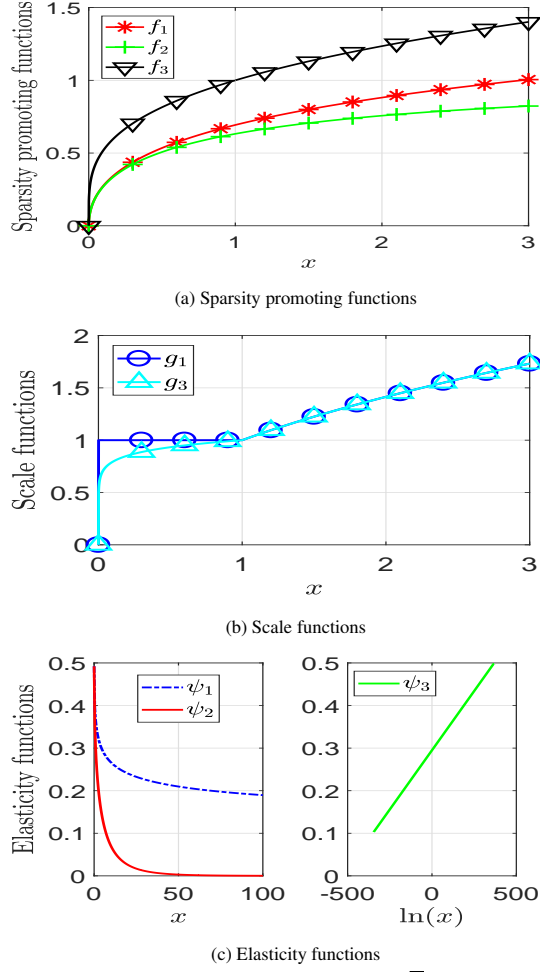 Sparsity promoting functions
1.5
1
0.5
0
f₁
f₂
f₃
0 1 2 3
x
(a) Sparsity promoting functions
Scale functions
2
1.5
1
0.5
0
g₁
g₃
0 1 2 3
x
(b) Scale functions
Elasticity functions
0.5
0.4
0.3
0.2
0.1
0
ψ₁
ψ₂
0 50 100
x
0.5
0.4
0.3
0.2
0.1
0
ψ₃
-500 0 500
ln(x)
(c) Elasticity functions